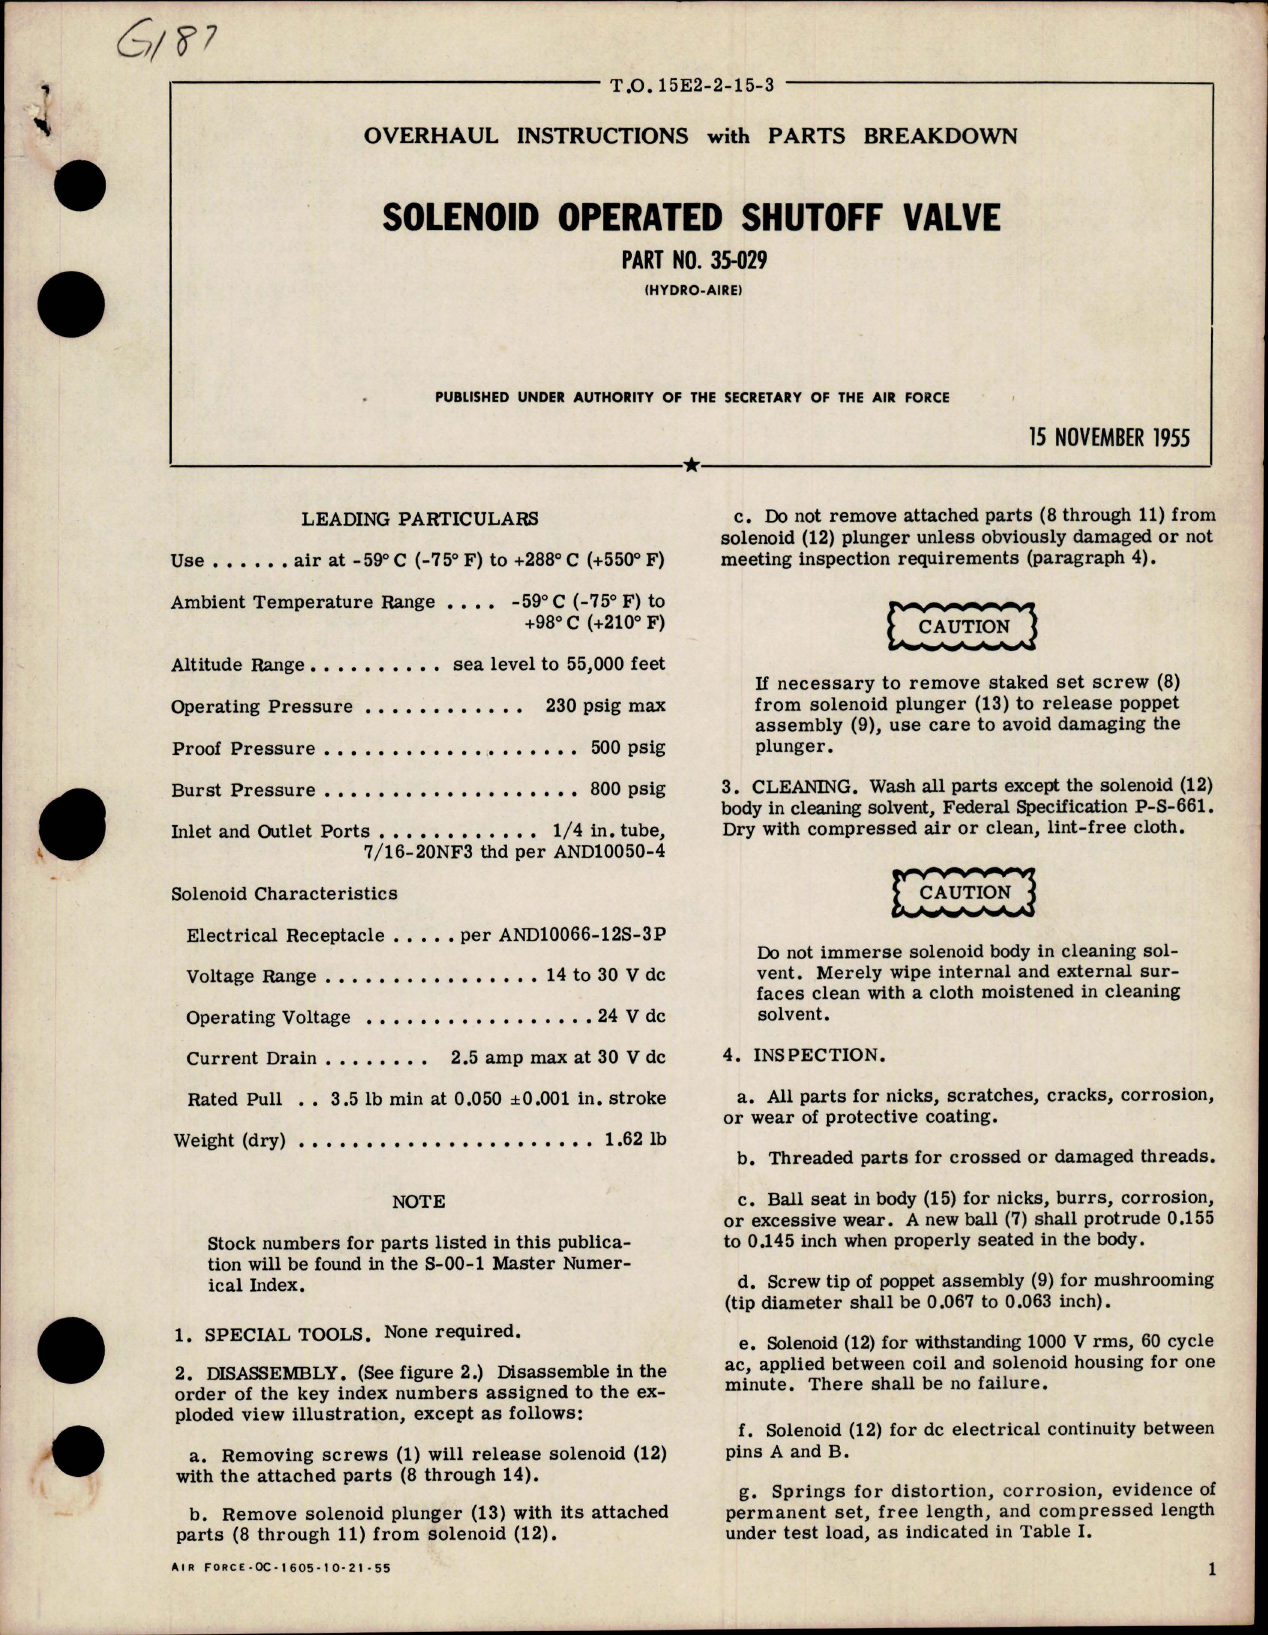 G187
T.O. 15E2-2-15-3
OVERHAUL INSTRUCTIONS with PARTS BREAKDOWN
SOLENOID OPERATED SHUTOFF VALVE
PART NO. 35-029
(HYDRO-AIRE)
PUBLISHED UNDER AUTHORITY OF THE SECRETARY OF THE AIR FORCE
15 NOVEMBER 1955
LEADING PARTICULARS
Use . . . . . . air at -59° C (-75° F) to +288° C (+550° F)
Ambient Temperature Range . . . . -59° C (-75° F) to
+98° C (+210° F)
Altitude Range . . . . . . . . . . sea level to 55,000 feet
Operating Pressure . . . . . . . . . . . . 230 psig max
Proof Pressure . . . . . . . . . . . . . . . . . . . 500 psig
Burst Pressure . . . . . . . . . . . . . . . . . . . 800 psig
Inlet and Outlet Ports . . . . . . . . . . . . 1/4 in. tube,
7/16-20NF3 thd per AND10050-4
Solenoid Characteristics
Electrical Receptacle . . . . . per AND10066-12S-3P
Voltage Range . . . . . . . . . . . . . . . . 14 to 30 V dc
Operating Voltage . . . . . . . . . . . . . . . . . 24 V dc
Current Drain . . . . . . . . 2.5 amp max at 30 V dc
Rated Pull . . 3.5 lb min at 0.050 ±0.001 in. stroke
Weight (dry) . . . . . . . . . . . . . . . . . . . . . . 1.62 lb
NOTE
Stock numbers for parts listed in this publica-
tion will be found in the S-00-1 Master Numer-
ical Index.
1. SPECIAL TOOLS. None required.
2. DISASSEMBLY. (See figure 2.) Disassemble in the
order of the key index numbers assigned to the ex-
ploded view illustration, except as follows:
a. Removing screws (1) will release solenoid (12)
with the attached parts (8 through 14).
b. Remove solenoid plunger (13) with its attached
parts (8 through 11) from solenoid (12).
c. Do not remove attached parts (8 through 11) from
solenoid (12) plunger unless obviously damaged or not
meeting inspection requirements (paragraph 4).
CAUTION
If necessary to remove staked set screw (8)
from solenoid plunger (13) to release poppet
assembly (9), use care to avoid damaging the
plunger.
3. CLEANING. Wash all parts except the solenoid (12)
body in cleaning solvent, Federal Specification P-S-661.
Dry with compressed air or clean, lint-free cloth.
CAUTION
Do not immerse solenoid body in cleaning sol-
vent. Merely wipe internal and external sur-
faces clean with a cloth moistened in cleaning
solvent.
4. INSPECTION.
a. All parts for nicks, scratches, cracks, corrosion,
or wear of protective coating.
b. Threaded parts for crossed or damaged threads.
c. Ball seat in body (15) for nicks, burrs, corrosion,
or excessive wear. A new ball (7) shall protrude 0.155
to 0.145 inch when properly seated in the body.
d. Screw tip of poppet assembly (9) for mushrooming
(tip diameter shall be 0.067 to 0.063 inch).
e. Solenoid (12) for withstanding 1000 V rms, 60 cycle
ac, applied between coil and solenoid housing for one
minute. There shall be no failure.
f. Solenoid (12) for dc electrical continuity between
pins A and B.
g. Springs for distortion, corrosion, evidence of
permanent set, free length, and compressed length
under test load, as indicated in Table I.
AIR FORCE-OC-1605-10-21-55
1